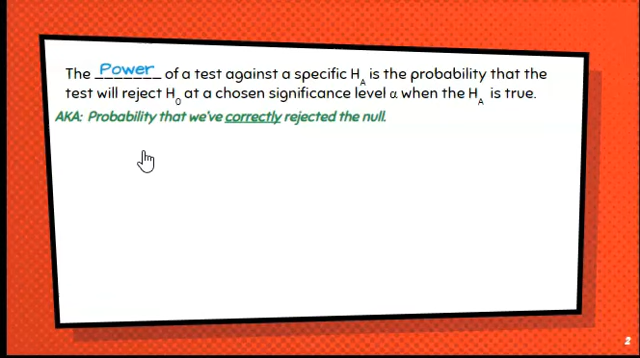 The Power of a test against a specific HA is the probability that the
test will reject H0 at a chosen significance level α when the HA is true.
AKA: Probability that we've correctly rejected the null.
2